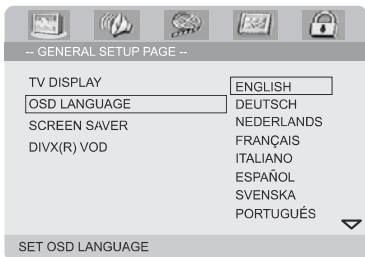 -- GENERAL SETUP PAGE --
TV DISPLAY
OSD LANGUAGE
SCREEN SAVER
DIVX(R) VOD
ENGLISH
DEUTSCH
NEDERLANDS
FRANÇAIS
ITALIANO
ESPAÑOL
SVENSKA
PORTUGUÉS
SET OSD LANGUAGE